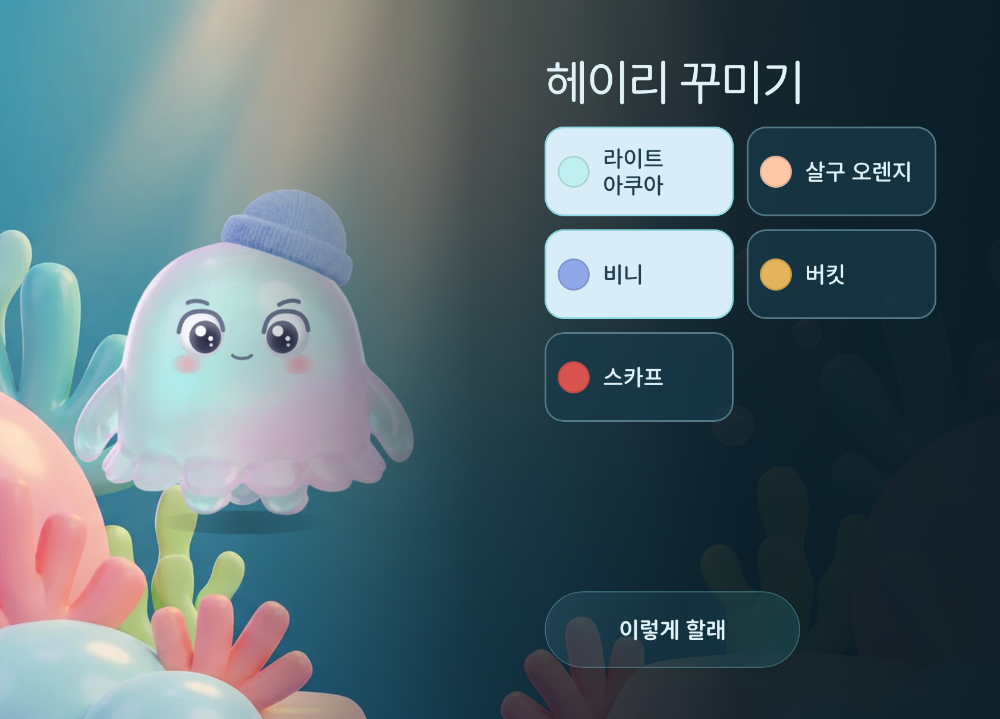 헤이리 꾸미기
라이트
아쿠아
살구 오렌지
비니
버킷
스카프
이렇게 할래